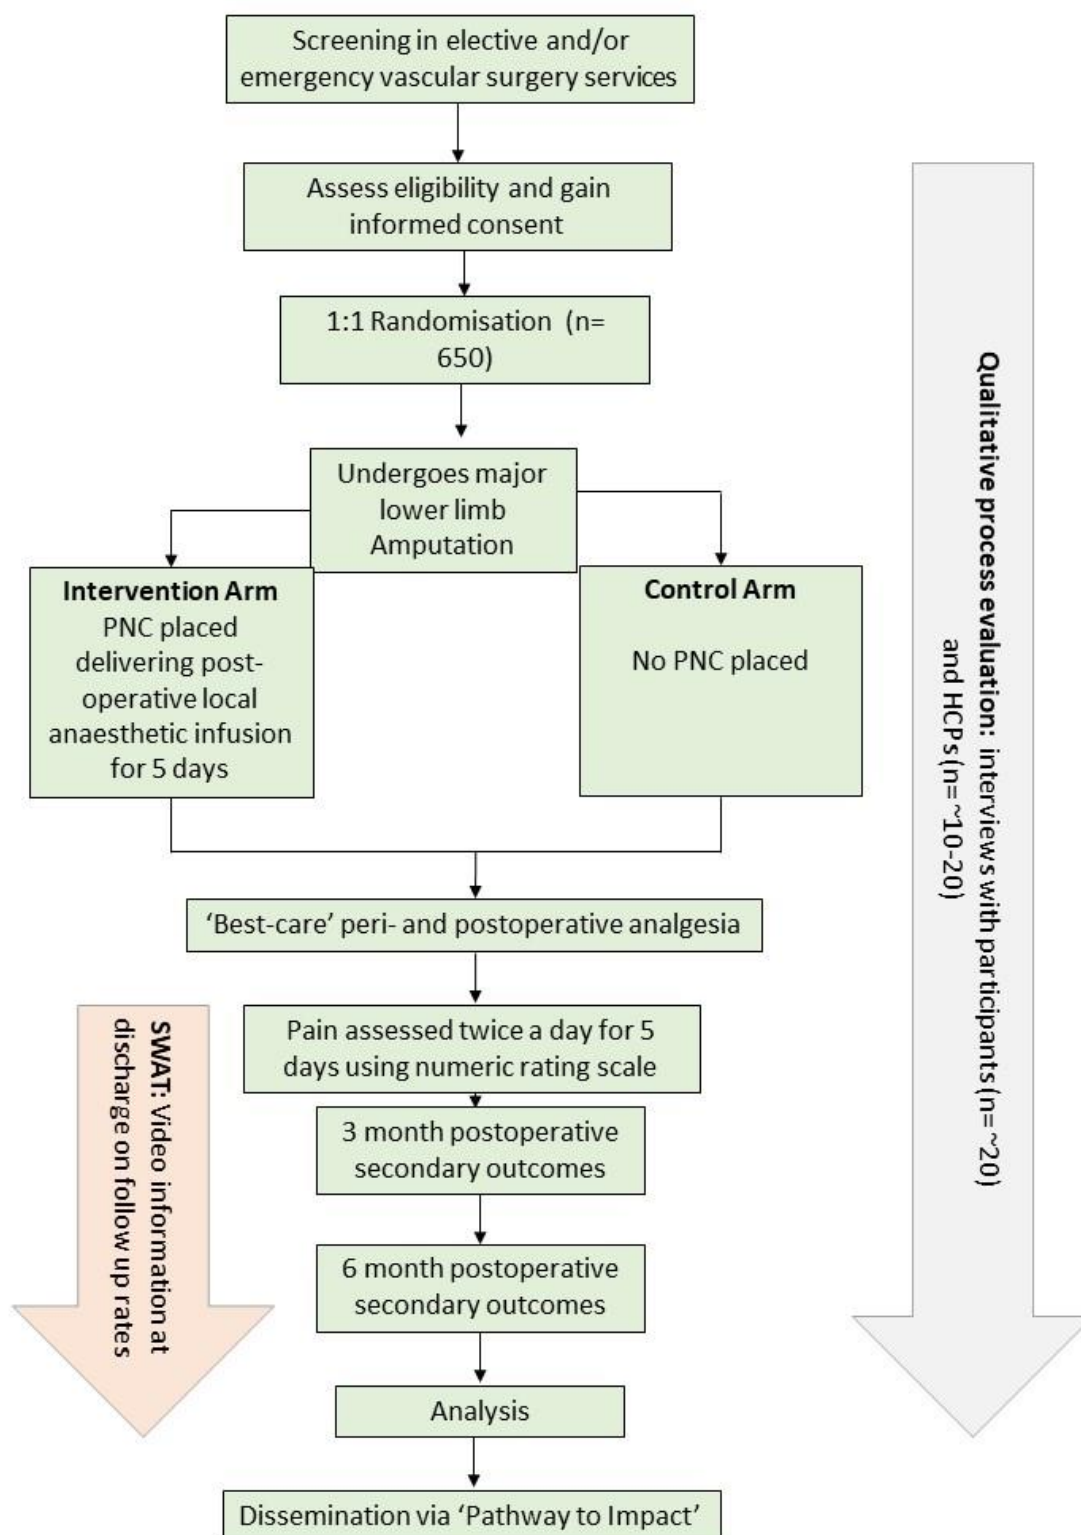 Screening in elective and/or
emergency vascular surgery services
Assess eligibility and gain
informed consent
1:1 Randomisation (n=
650)
Undergoes major
lower limb
Amputation
Intervention Arm
PNC placed
delivering post-
operative local
anaesthetic infusion
for 5 days
Control Arm
No PNC placed
'Best-care' peri- and postoperative analgesia
Pain assessed twice a day for 5
days using numeric rating scale
3 month postoperative
secondary outcomes
6 month postoperative
secondary outcomes
Analysis
Dissemination via 'Pathway to Impact'
SWAT: Video information at
discharge on follow up rates
Qualitative process evaluation: interviews with participants (n= ~20)
and HCPs (n= ~10-20)